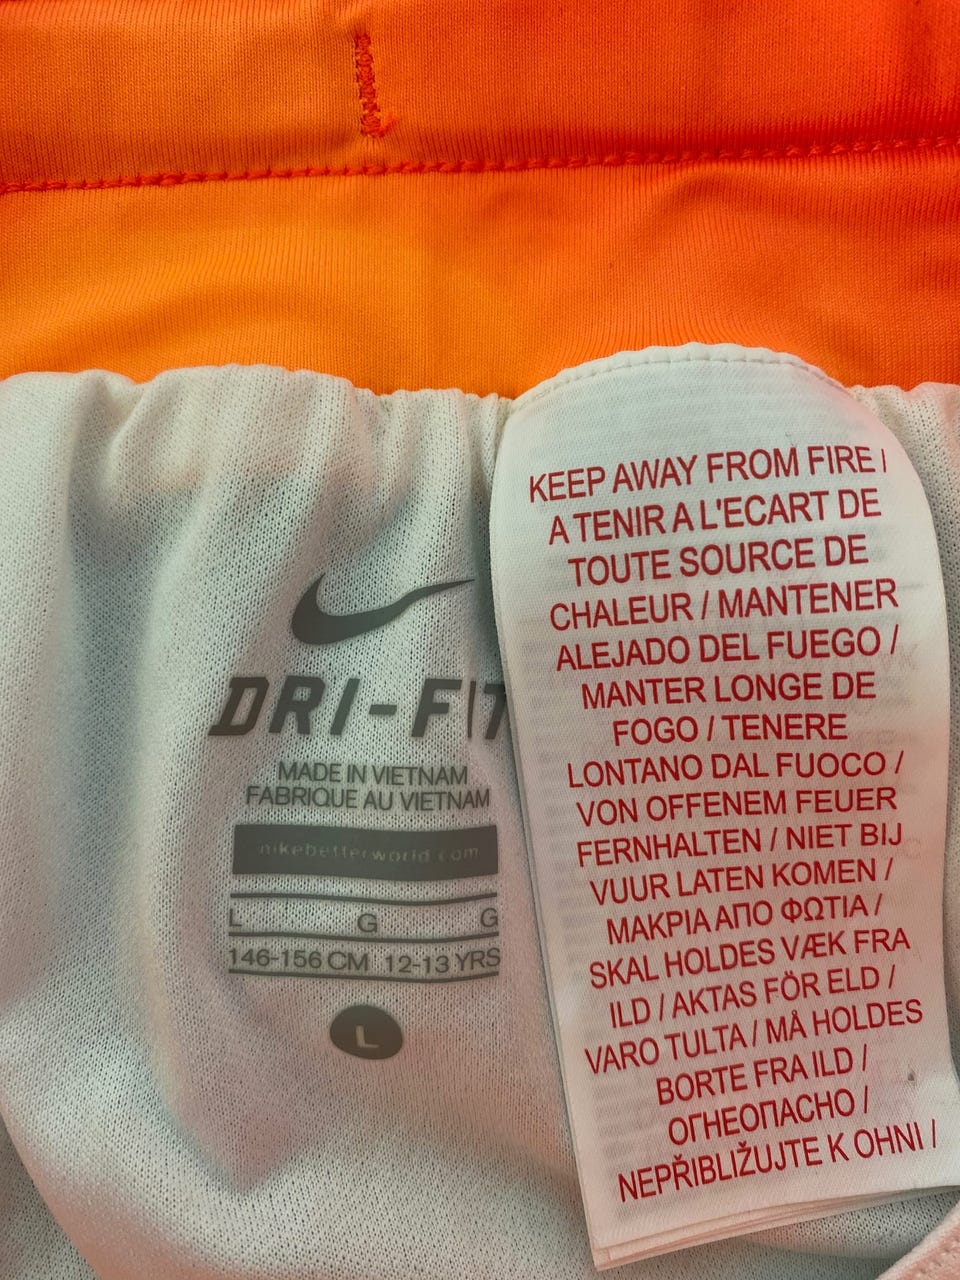 DRI-FIT
MADE IN VIETNAM
FABRIQUE AU VIETNAM
nikebetterworld.com
L G G
146-156 CM 12-13 YRS
L
KEEP AWAY FROM FIRE /
A TENIR A L'ECART DE
TOUTE SOURCE DE
CHALEUR / MANTENER
ALEJADO DEL FUEGO /
MANTER LONGE DE
FOGO / TENERE
LONTANO DAL FUOCO /
VON OFFENEM FEUER
FERNHALTEN / NIET BIJ
VUUR LATEN KOMEN /
ΜΑΚΡΙΑ ΑΠΟ ΦΩΤΙΑ /
SKAL HOLDES VÆK FRA
ILD / AKTAS FÖR ELD /
VARO TULTA / MÅ HOLDES
BORTE FRA ILD /
ОГНЕОПАСНО /
NEPŘIBLIŽUJTE K OHNI /